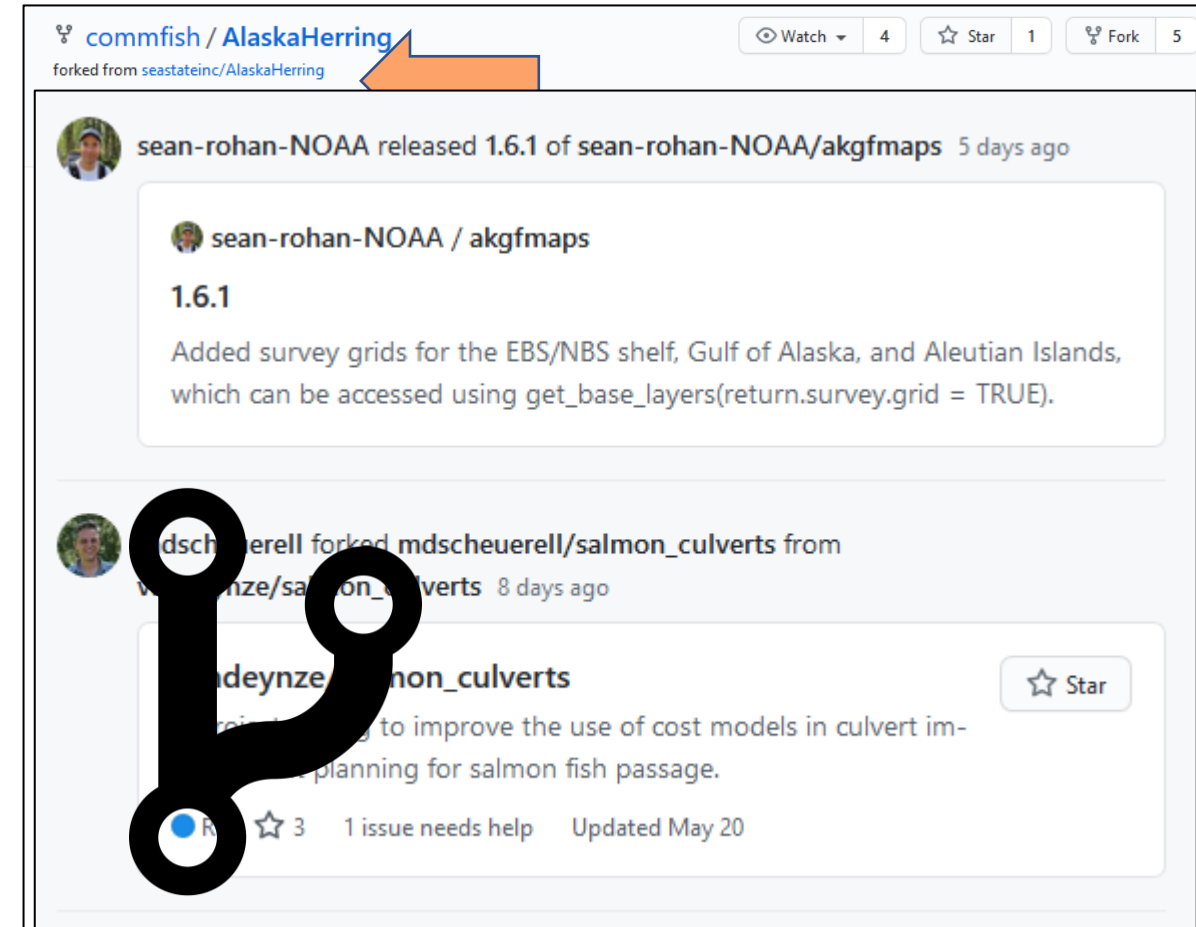 commfish / AlaskaHerring
Watch 4 Star 1 Fork 5
forked from seastateinc/AlaskaHerring
sean-rohan-NOAA released 1.6.1 of sean-rohan-NOAA/akgfmaps 5 days ago
sean-rohan-NOAA / akgfmaps
1.6.1
Added survey grids for the EBS/NBS shelf, Gulf of Alaska, and Aleutian Islands,
which can be accessed using get_base_layers(return.survey.grid = TRUE).
forked mdscheuerell/salmon_culverts from
8 days ago
Star
to improve the use of cost models in culvert im-
planning for salmon fish passage.
3 1 issue needs help Updated May 20